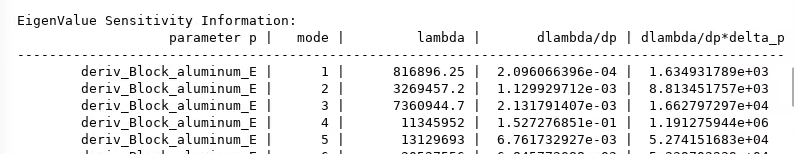 EigenValue Sensitivity Information:
parameter p | mode | lambda | dlambda/dp | dlambda/dp*delta_p
--------------------------------------------------------------------------------
deriv_Block_aluminum_E | 1 | 816896.25 | 2.096066396e-04 | 1.634931789e+03
deriv_Block_aluminum_E | 2 | 3269457.2 | 1.129929712e-03 | 8.813451757e+03
deriv_Block_aluminum_E | 3 | 7360944.7 | 2.131791407e-03 | 1.662797297e+04
deriv_Block_aluminum_E | 4 | 11345952 | 1.527276851e-01 | 1.191275944e+06
deriv_Block_aluminum_E | 5 | 13129693 | 6.761732927e-03 | 5.274151683e+04